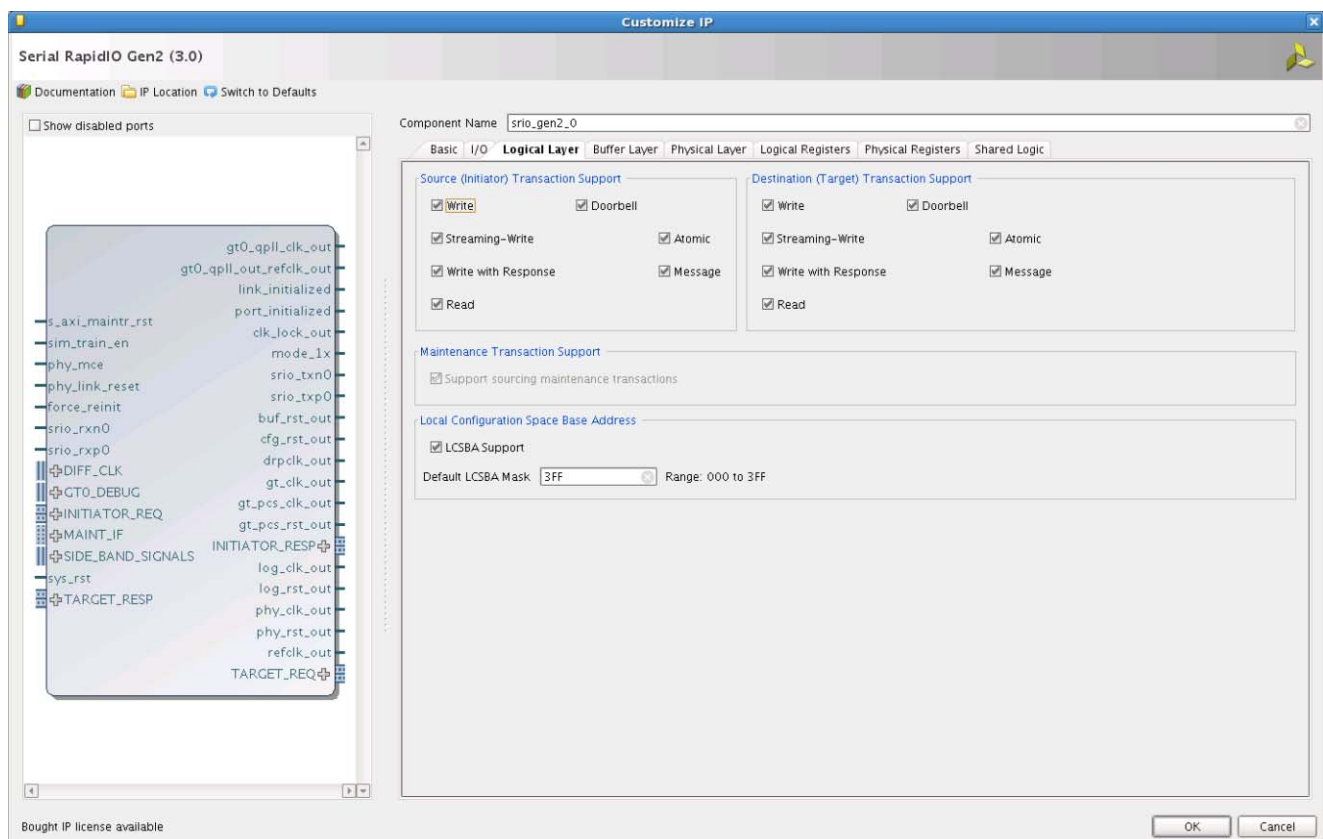 Customize IP
Serial RapidIO Gen2 (3.0)
Documentation IP Location Switch to Defaults
Show disabled ports
gt0_qpll_clk_out
gt0_qpll_out_refclk_out
link_initialized
port_initialized
s_axi_maintr_rst
clk_lock_out
sim_train_en
mode_1x
phy_mce
srio_txn0
phy_link_reset
srio_txp0
force_reinit
buf_rst_out
srio_rxn0
cfg_rst_out
srio_rxp0
drpclk_out
DIFF_CLK
gt_clk_out
GT0_DEBUG
gt_pcs_clk_out
INITIATOR_REQ
gt_pcs_rst_out
MAINT_IF
INITIATOR_RESP
SIDE_BAND_SIGNALS
log_clk_out
sys_rst
log_rst_out
TARGET_RESP
phy_clk_out
phy_rst_out
refclk_out
TARGET_REQ
Component Name srio_gen2_0
Basic I/O Logical Layer Buffer Layer Physical Layer Logical Registers Physical Registers Shared Logic
Source (Initiator) Transaction Support
Write Doorbell
Streaming-Write Atomic
Write with Response Message
Read
Destination (Target) Transaction Support
Write Doorbell
Streaming-Write Atomic
Write with Response Message
Read
Maintenance Transaction Support
Support sourcing maintenance transactions
Local Configuration Space Base Address
LCSBA Support
Default LCSBA Mask 3FF Range: 000 to 3FF
Bought IP license available
OK Cancel